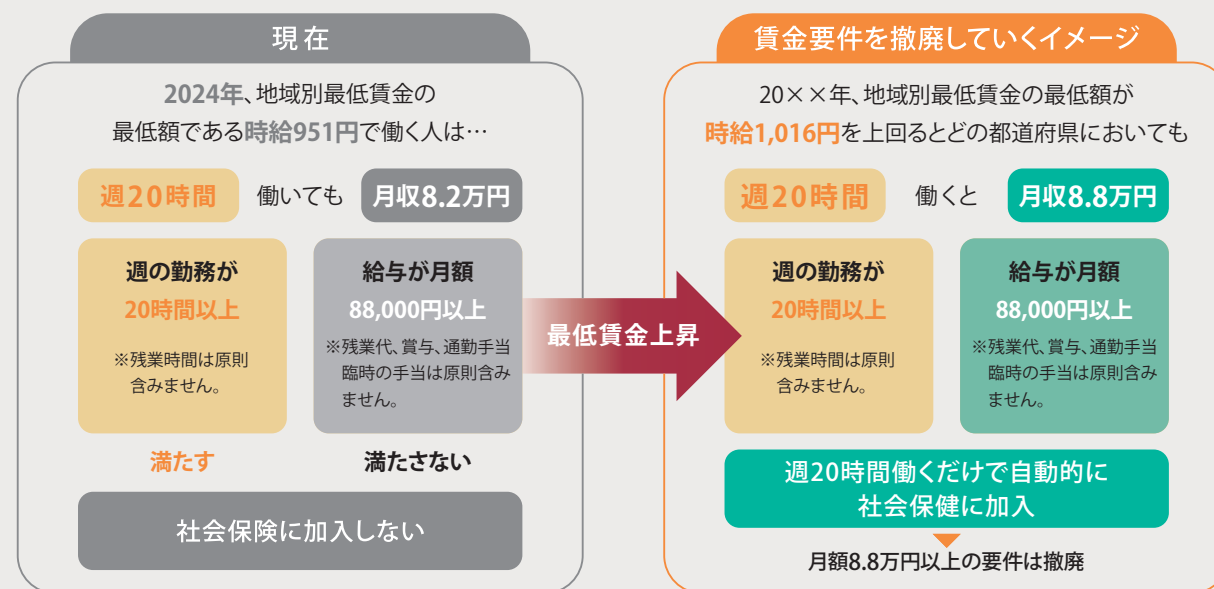 現在
2024年、地域別最低賃金の
最低額である時給951円で働く人は…
週20時間 働いても 月収8.2万円
週の勤務が
20時間以上
※残業時間は原則
含みません。
給与が月額
88,000円以上
※残業代、賞与、通勤手当
臨時の手当は原則含み
ません。
満たす
満たさない
社会保険に加入しない
最低賃金上昇
賃金要件を撤廃していくイメージ
20××年、地域別最低賃金の最低額が
時給1,016円を上回るとどの都道府県においても
週20時間 働くと 月収8.8万円
週の勤務が
20時間以上
※残業時間は原則
含みません。
給与が月額
88,000円以上
※残業代、賞与、通勤手当
臨時の手当は原則含み
ません。
週20時間働くだけで自動的に
社会保健に加入
月額8.8万円以上の要件は撤廃